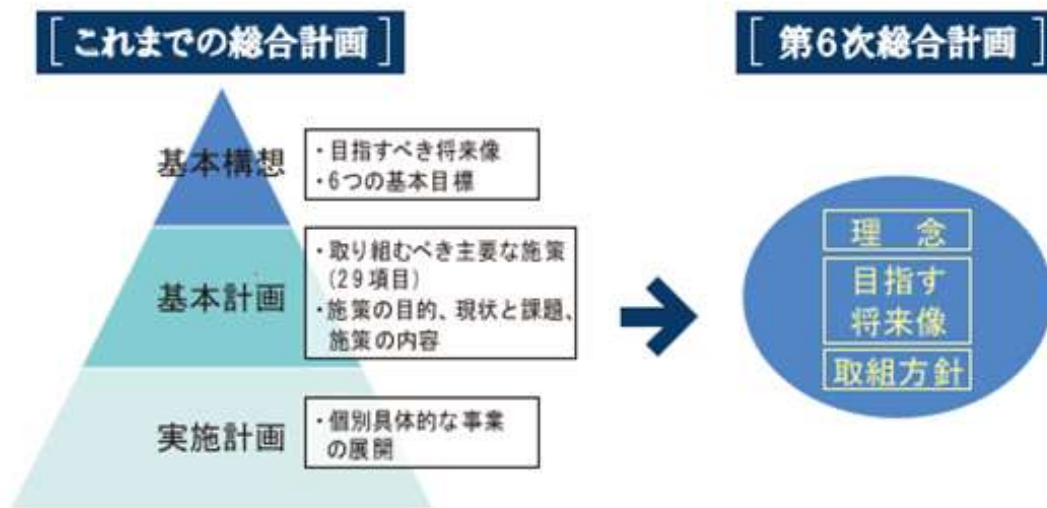 [これまでの総合計画]
基本構想
・目指すべき将来像
・6つの基本目標
基本計画
・取り組むべき主要な施策
(29項目)
・施策の目的、現状と課題、
施策の内容
実施計画
・個別具体的な事業
の展開
[第6次総合計画]
理 念
目指す
将来像
取組方針